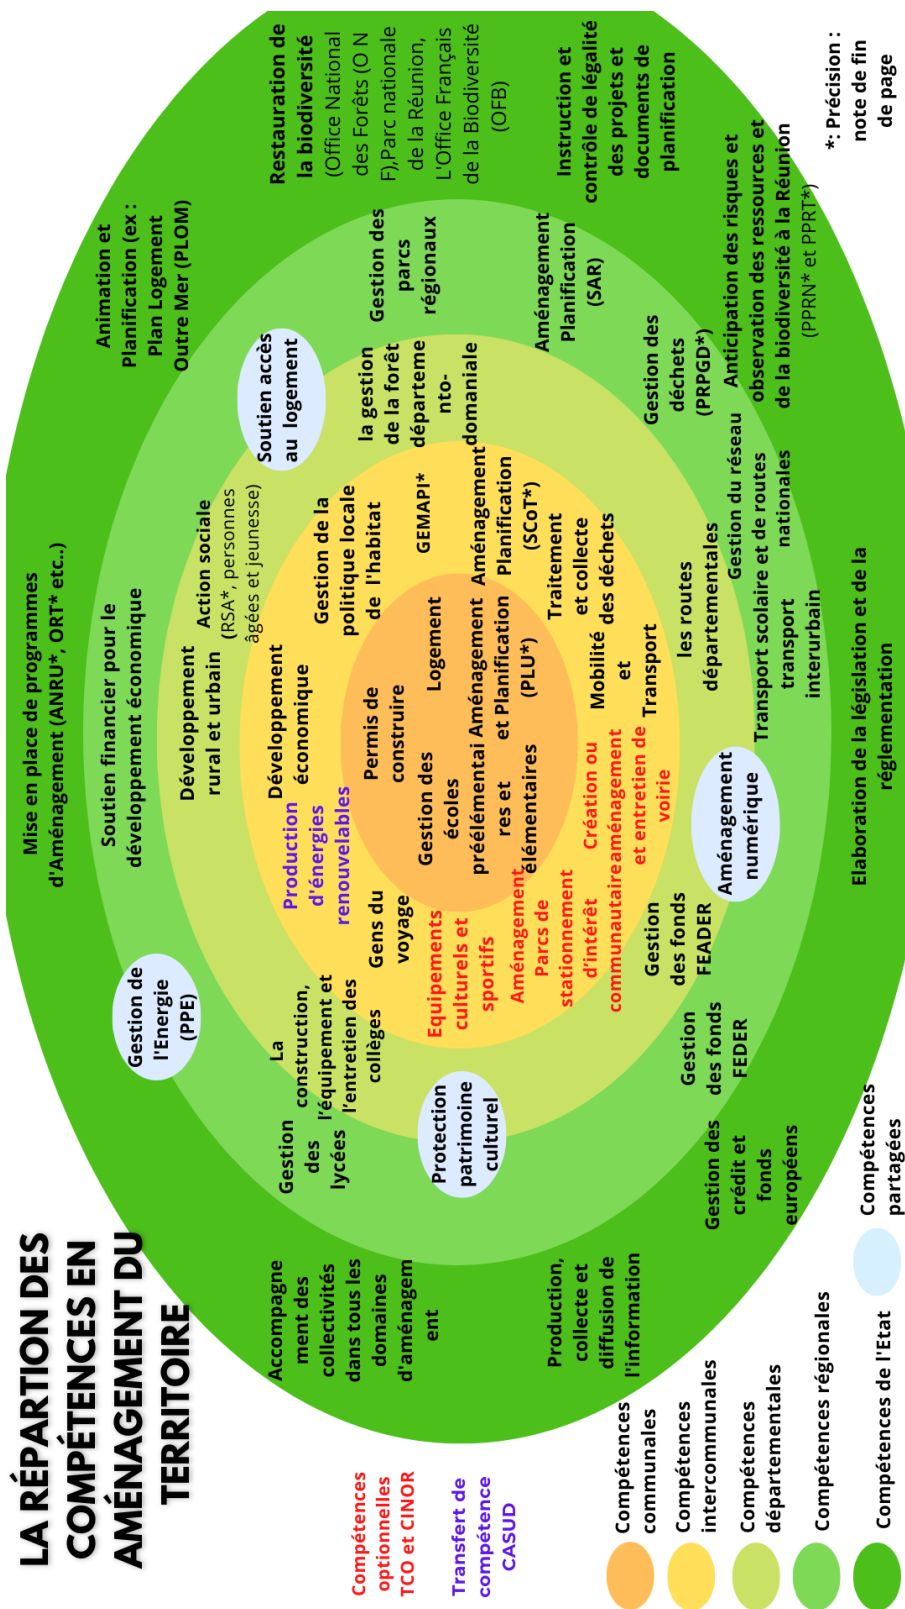 LA RÉPARTION DES
COMPÉTENCES EN
AMÉNAGEMENT DU
TERRITOIRE
Mise en place de programmes
d'Aménagement (ANRU*, ORT* etc..)
Animation et
Planification (ex :
Plan Logement
Outre Mer (PLOM)
Gestion de
l'Energie
(PPE)
Soutien financier pour le
développement économique
Développement
rural et urbain
Action sociale
(RSA*, personnes
âgées et jeunesse)
Soutien accès
au logement
Restauration de
la biodiversité
(Office National
des Forêts (O N
F),Parc nationale
de la Réunion,
L'Office Français
de la Biodiversité
(OFB)
Accompagne
ment des
collectivités
dans tous les
domaines
d'aménagem
ent
Gestion
des
lycées
La
construction,
l'équipement et
l'entretien des
collèges
Production
d'énergies
renouvelables
Développement
économique
Gestion de la
politique locale
de l'habitat
la gestion
de la forêt
départeme
nto-
domaniale
Gestion des
parcs
régionaux
Gens du
voyage
Permis de
construire
Logement
GEMAPI*
Protection
patrimoine
culturel
Equipements
culturels et
sportifs
Gestion des
écoles
préélémentai
res et
élémentaires
Aménagement
et Planification
(PLU*)
Aménagement
Planification
(SCoT*)
Aménagement
Planification
(SAR)
Instruction et
contrôle de légalité
des projets et
documents de
planification
Production,
collecte et
diffusion de
l'information
Aménagement
Parcs de
stationnement
d'intérêt
communautaire
Création ou
aménagement
et entretien de
voirie
Mobilité
et
Transport
Traitement
et collecte
des déchets
Gestion des
déchets
(PRPGD*)
Gestion
des fonds
FEADER
les routes
départementales
Gestion
des fonds
FEDER
Aménagement
numérique
Gestion du réseau
de routes
nationales
Transport scolaire et
transport
interurbain
Anticipation des risques et
observation des ressources et
de la biodiversité à la Réunion
(PPRN* et PPRT*)
Gestion des
crédit et
fonds
européens
Elaboration de la législation et de la
réglementation
*: Précision :
note de fin
de page
Compétences
optionnelles
TCO et CINOR
Transfert de
compétence
CASUD
Compétences
communales
Compétences
intercommunales
Compétences
départementales
Compétences régionales
Compétences de l'Etat
Compétences
partagées